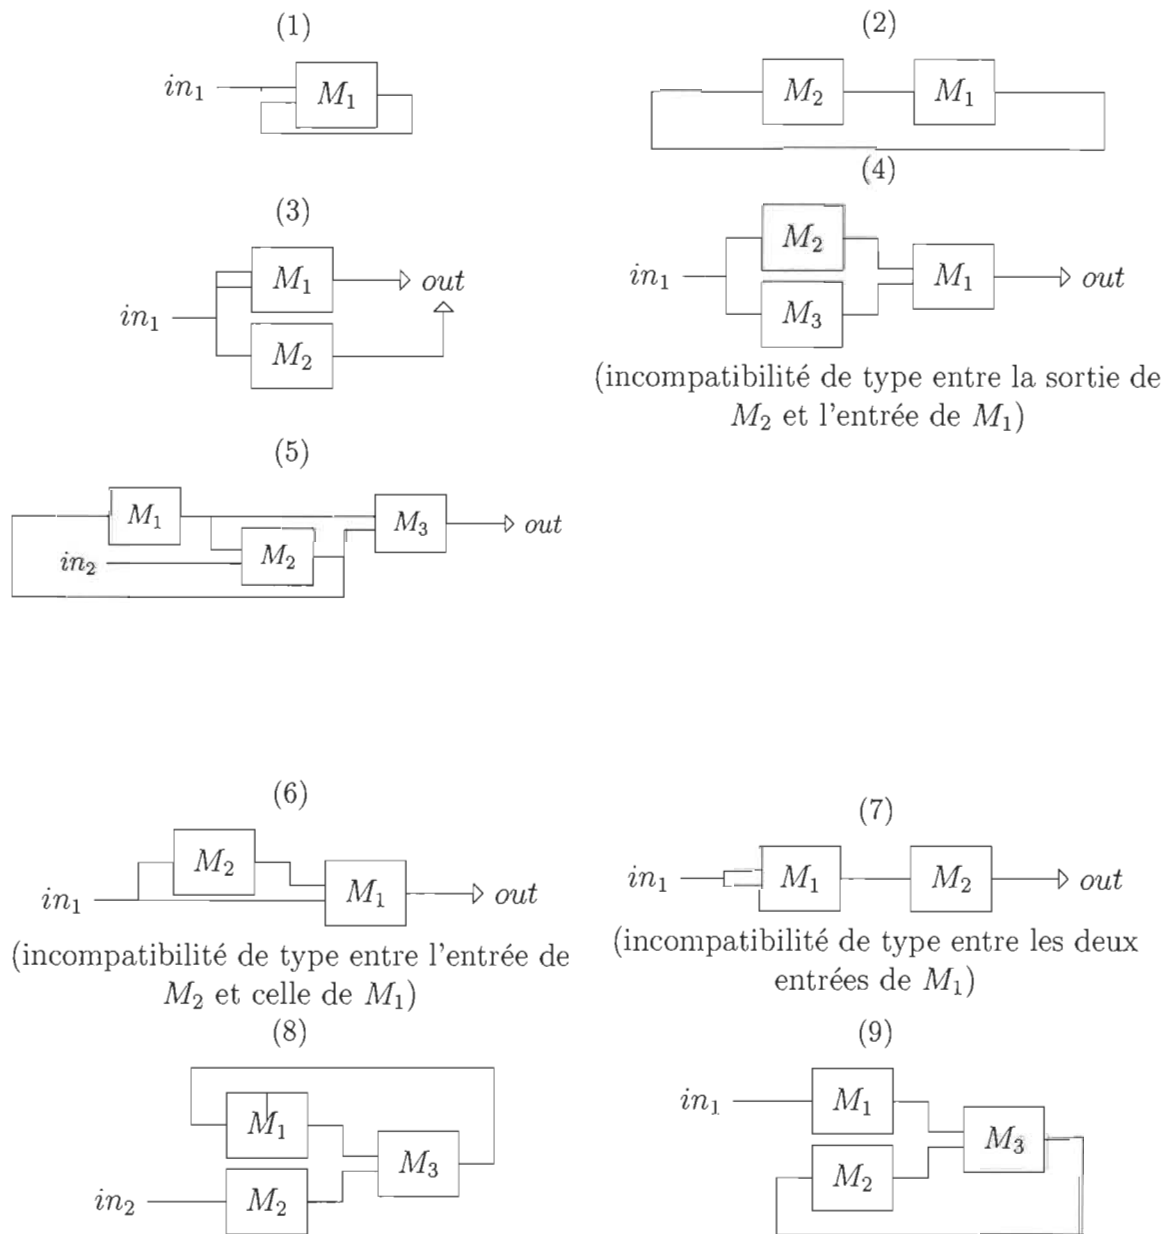 (1)
in₁ M₁
(2)
M₂ M₁
(3)
M₁ out
in₁
M₂
(4)
M₂
in₁ M₁ out
M₃
(incompatibilité de type entre la sortie de
M₂ et l'entrée de M₁)
(5)
M₁ M₃ out
in₂ M₂
(6)
M₂
in₁ M₁ out
(incompatibilité de type entre l'entrée de
M₂ et celle de M₁)
(7)
in₁ M₁ M₂ out
(incompatibilité de type entre les deux
entrées de M₁)
(8)
M₁
M₃
in₂ M₂
(9)
in₁ M₁
M₃
M₂